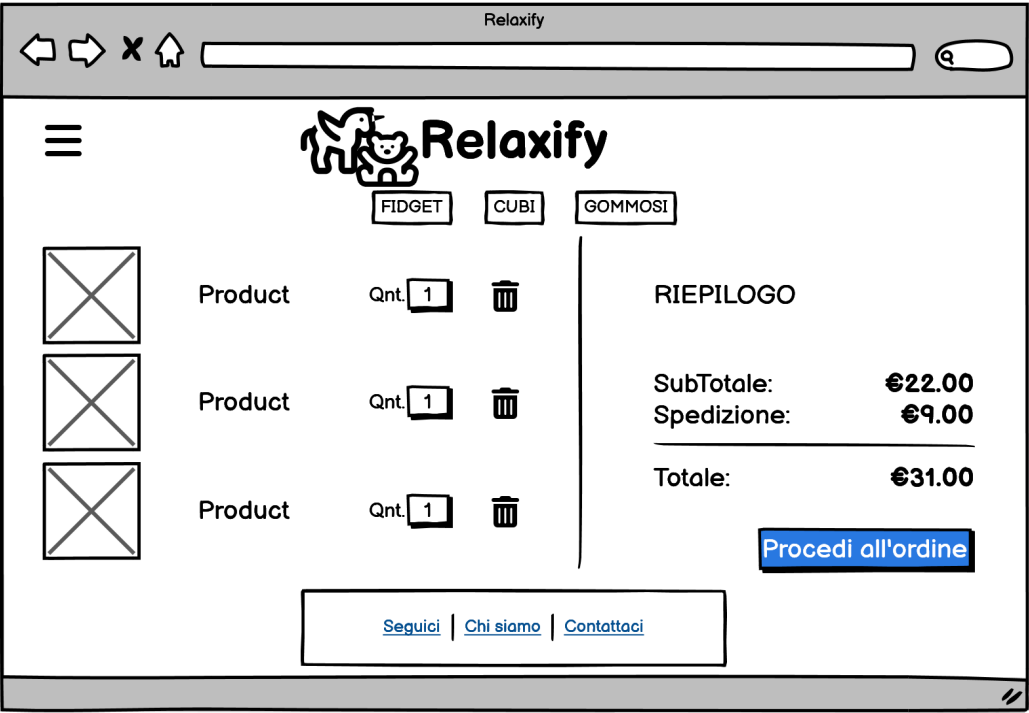 Relaxify
Relaxify
FIDGET CUBI GOMMOSI
Product Qnt. 1
Product Qnt. 1
Product Qnt. 1
RIEPILOGO
SubTotale: €22.00
Spedizione: €9.00
Totale: €31.00
Procedi all'ordine
Seguici Chi siamo Contattaci